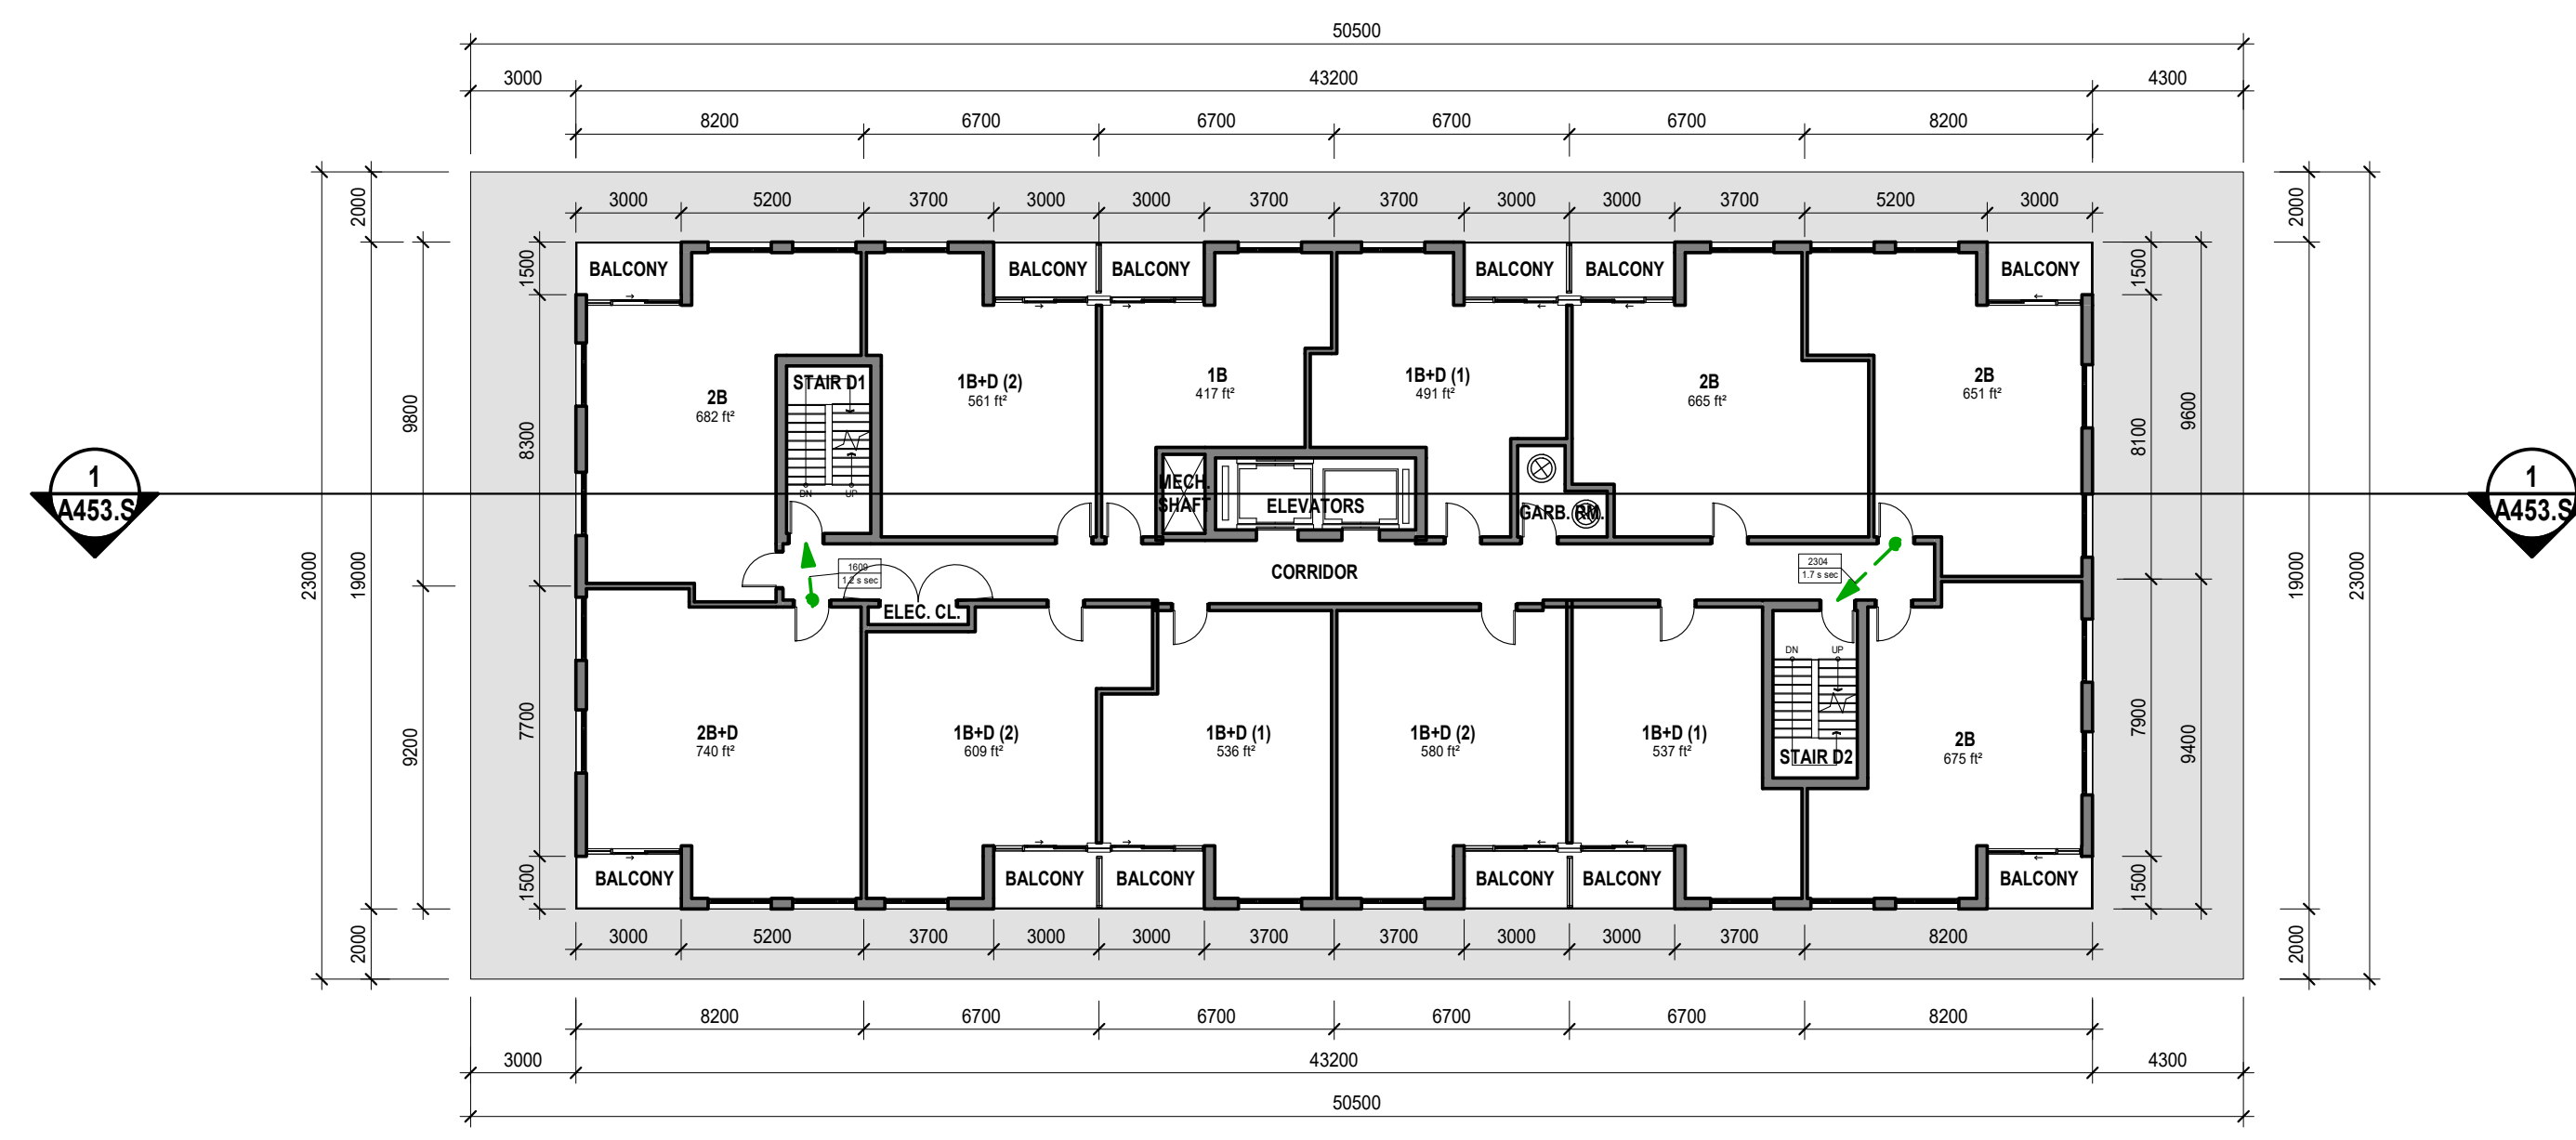 50500
3000 43200 4300
8200 6700 6700 6700 6700 8200
3000 5200 3700 3000 3000 3700 3700 3000 3000 3700 5200 3000
2000
2000
BALCONY BALCONY BALCONY BALCONY BALCONY BALCONY
1500
1500
STAIR D1
2B
682 ft²
1B+D (2)
561 ft²
1B
417 ft²
1B+D (1)
491 ft²
2B
665 ft²
2B
651 ft²
9800
8300
8100
9600
1
A453.S
1
A453.S
DN UP
MECH.
SHAFT
ELEVATORS
GARB. RM.
23000
19000
19000
23000
1609
1.2 s sec
CORRIDOR
2304
1.7 s sec
ELEC. CL.
DN UP
STAIR D2
2B+D
740 ft²
1B+D (2)
609 ft²
1B+D (1)
536 ft²
1B+D (2)
580 ft²
1B+D (1)
537 ft²
2B
675 ft²
9200
7700
7900
9400
BALCONY BALCONY BALCONY BALCONY BALCONY BALCONY
1500
1500
2000
2000
3000 5200 3700 3000 3000 3700 3700 3000 3000 3700 8200
8200 6700 6700 6700 6700 8200
3000 43200 4300
50500